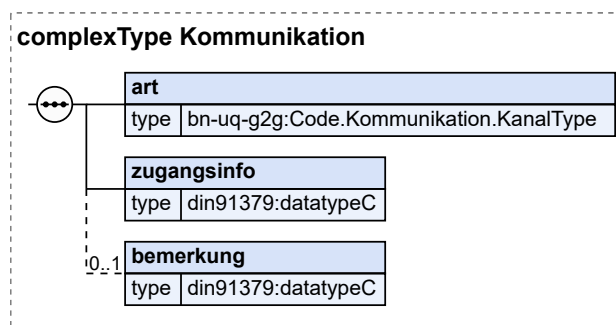 complexType Kommunikation
art
type bn-uq-g2g:Code.Kommunikation.KanalType
zugangsinfo
type din91379:datatypeC
0..1
bemerkung
type din91379:datatypeC